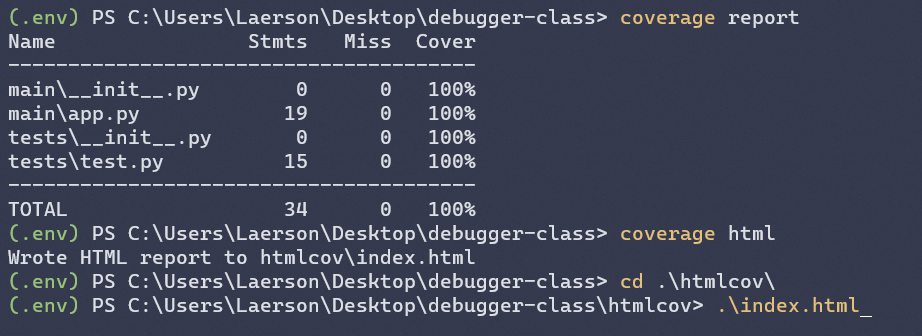 (.env) PS C:\Users\Laerson\Desktop\debugger-class> coverage report
Name                Stmts   Miss  Cover
---------------------------------------
main\__init__.py        0      0   100%
main\app.py            19      0   100%
tests\__init__.py       0      0   100%
tests\test.py          15      0   100%
---------------------------------------
TOTAL                  34      0   100%
(.env) PS C:\Users\Laerson\Desktop\debugger-class> coverage html
Wrote HTML report to htmlcov\index.html
(.env) PS C:\Users\Laerson\Desktop\debugger-class> cd .\htmlcov\
(.env) PS C:\Users\Laerson\Desktop\debugger-class\htmlcov> .\index.html_